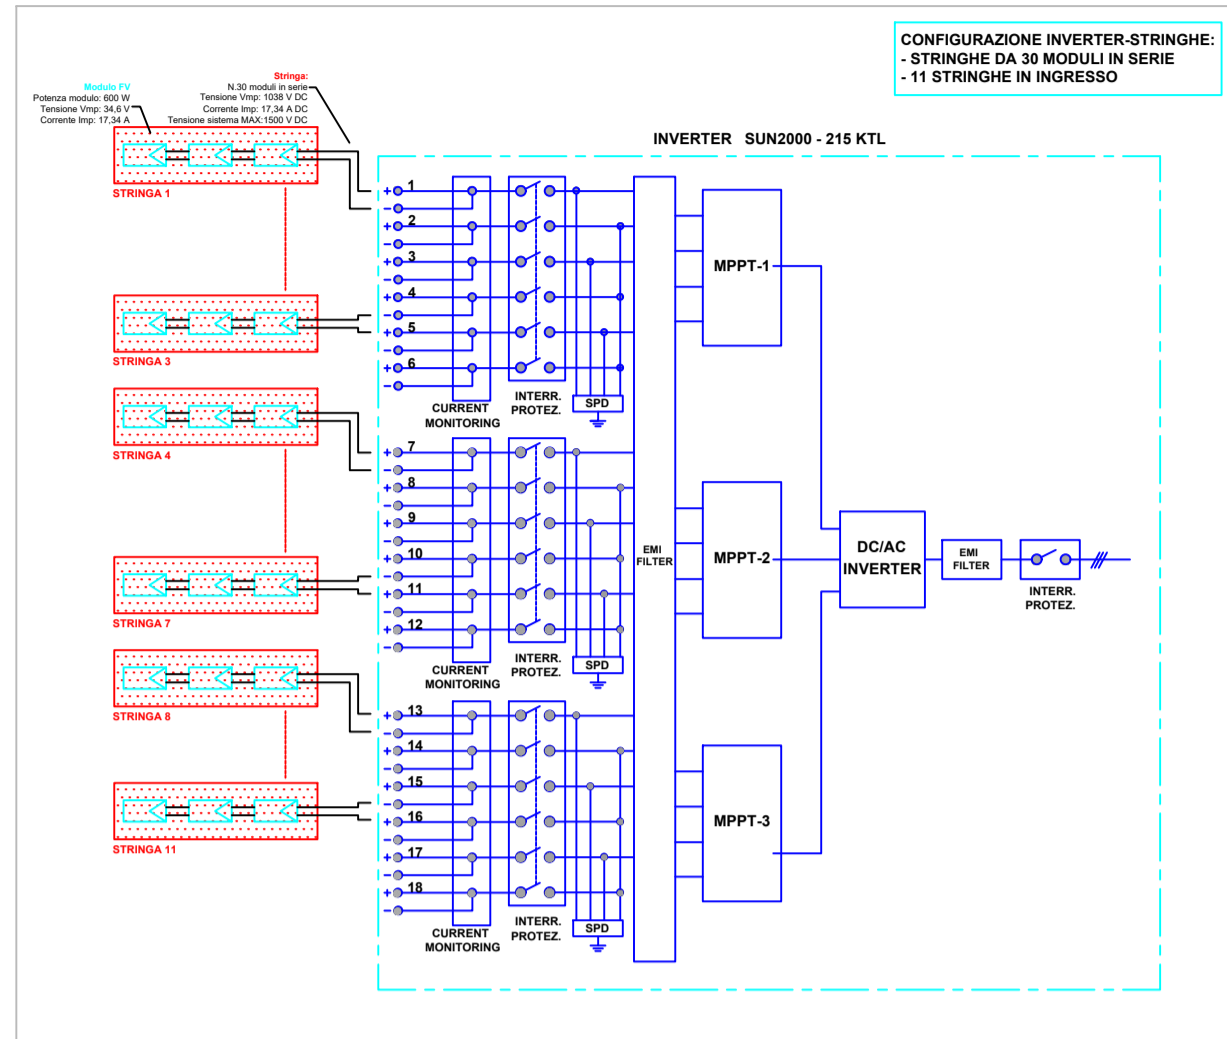 CONFIGURAZIONE INVERTER-STRINGHE:
- STRINGHE DA 30 MODULI IN SERIE
- 11 STRINGHE IN INGRESSO
Modulo FV
Potenza modulo: 600 W
Tensione Vmp: 34,6 V
Corrente Imp: 17,34 A
Stringa:
N.30 moduli in serie
Tensione Vmp: 1038 V DC
Corrente Imp: 17,34 A DC
Tensione sistema MAX:1500 V DC
INVERTER SUN2000 - 215 KTL
STRINGA 1
STRINGA 3
STRINGA 4
STRINGA 7
STRINGA 8
STRINGA 11
+ 1
-
+ 2
-
+ 3
-
+ 4
-
+ 5
-
+ 6
-
CURRENT
MONITORING
INTERR.
PROTEZ.
SPD
+ 7
-
+ 8
-
+ 9
-
+ 10
-
+ 11
-
+ 12
-
CURRENT
MONITORING
INTERR.
PROTEZ.
SPD
+ 13
-
+ 14
-
+ 15
-
+ 16
-
+ 17
-
+ 18
-
CURRENT
MONITORING
INTERR.
PROTEZ.
SPD
EMI
FILTER
MPPT-1
MPPT-2
MPPT-3
DC/AC
INVERTER
EMI
FILTER
INTERR.
PROTEZ.